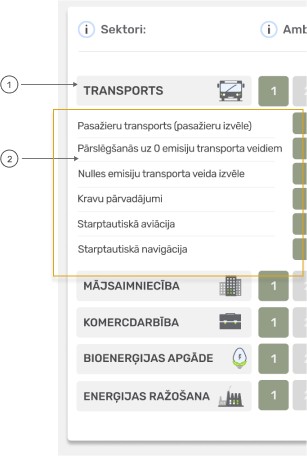 i Sektori: i Amb
1 TRANSPORTS 1
Pasažieru transports (pasažieru izvēle)
2 Pārslēgšanās uz 0 emisiju transporta veidiem
Nulles emisiju transporta veida izvēle
Kravu pārvadājumi
Starptautiskā aviācija
Starptautiskā navigācija
MĀJSAIMNIECĪBA 1
KOMERCDARBĪBA 1
BIOENERĢIJAS APGĀDE 1
ENERĢIJAS RAŽOŠANA 1